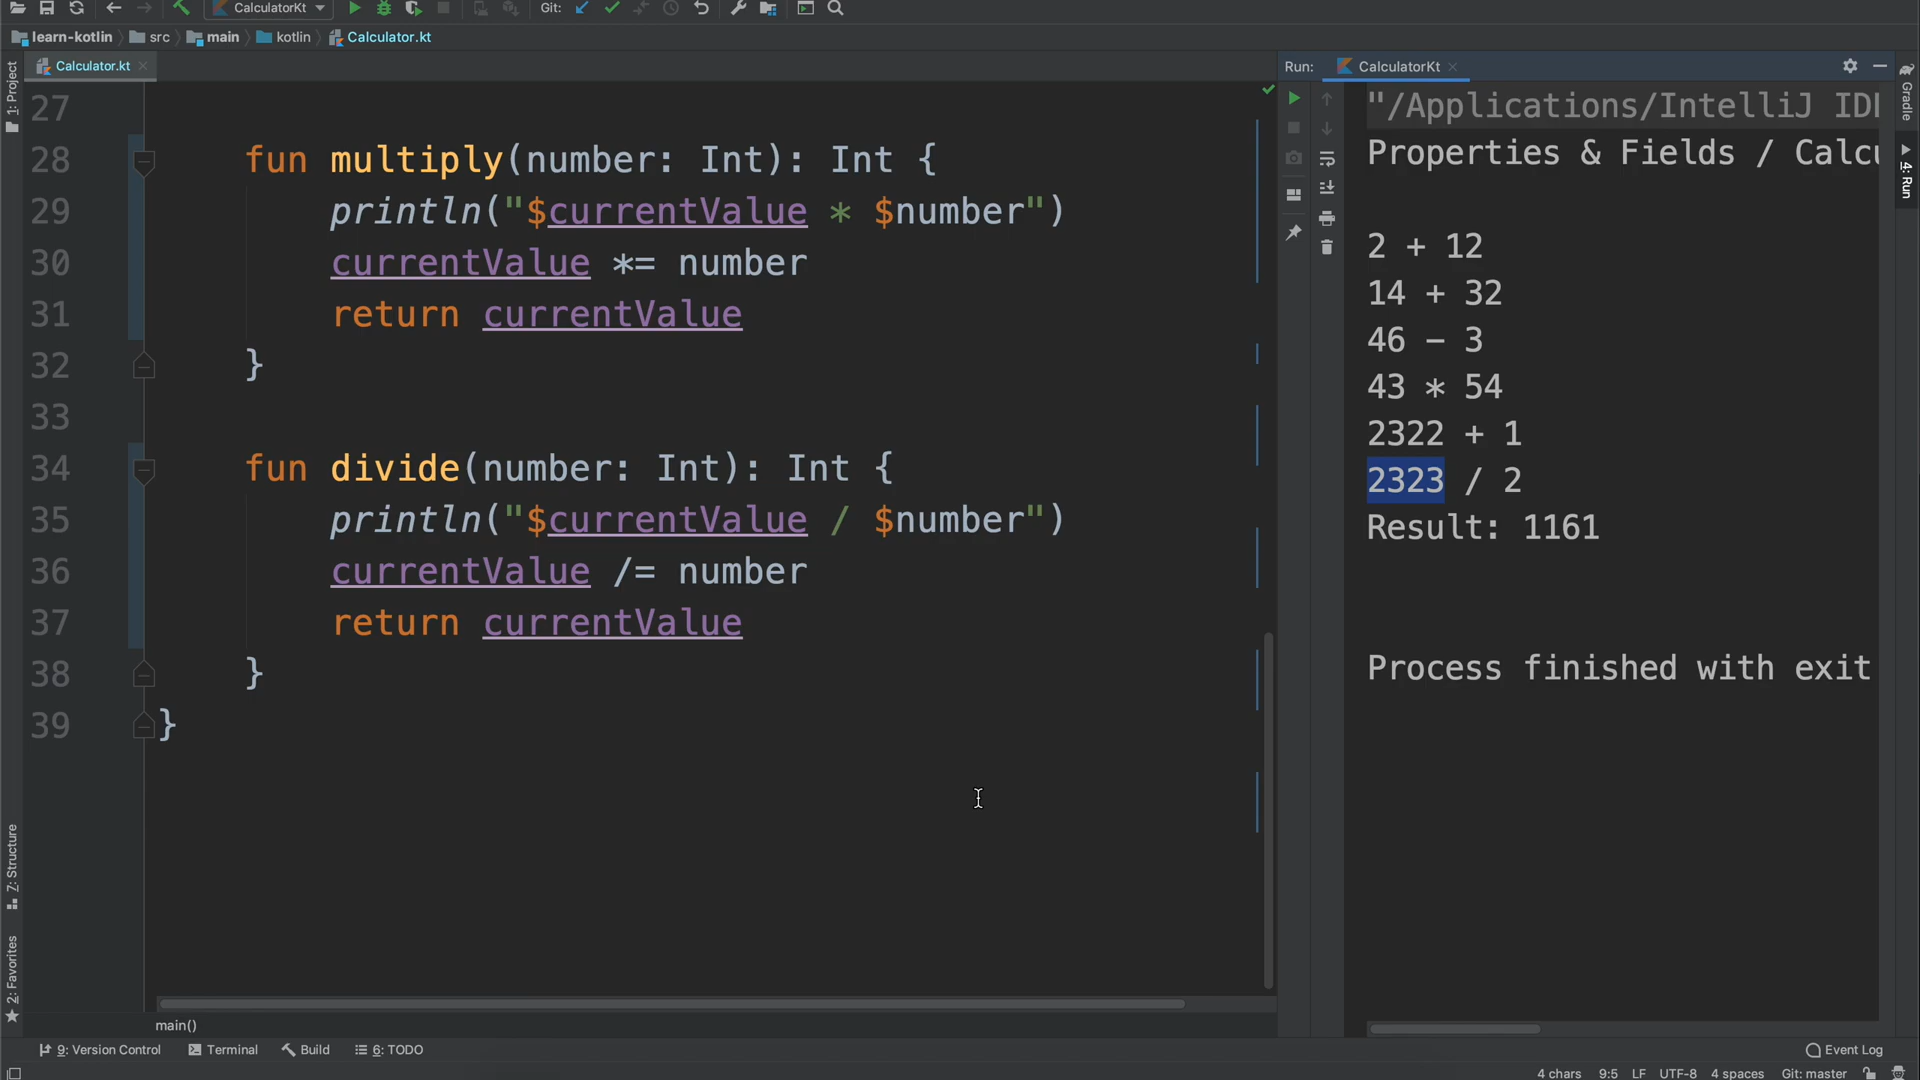 CalculatorKt
Git:
learn-kotlin
src
main
kotlin
Calculator.kt
Calculator.kt
Run:
CalculatorKt
1: Project
Z: Structure
2: Favorites
Gradle
4: Run
27
28 fun multiply(number: Int): Int {
29 println("$currentValue * $number")
30 currentValue *= number
31 return currentValue
32 }
33
34 fun divide(number: Int): Int {
35 println("$currentValue / $number")
36 currentValue /= number
37 return currentValue
38 }
39 }
main()
"/Applications/IntelliJ
Properties & Fields /
2 + 12
14 + 32
46 − 3
43 * 54
2322 + 1
2323 / 2
Result: 1161
Process finished with exit
9: Version Control
Terminal
Build
6: TODO
Event Log
4 chars 9:5 LF UTF-8 4 spaces Git: master